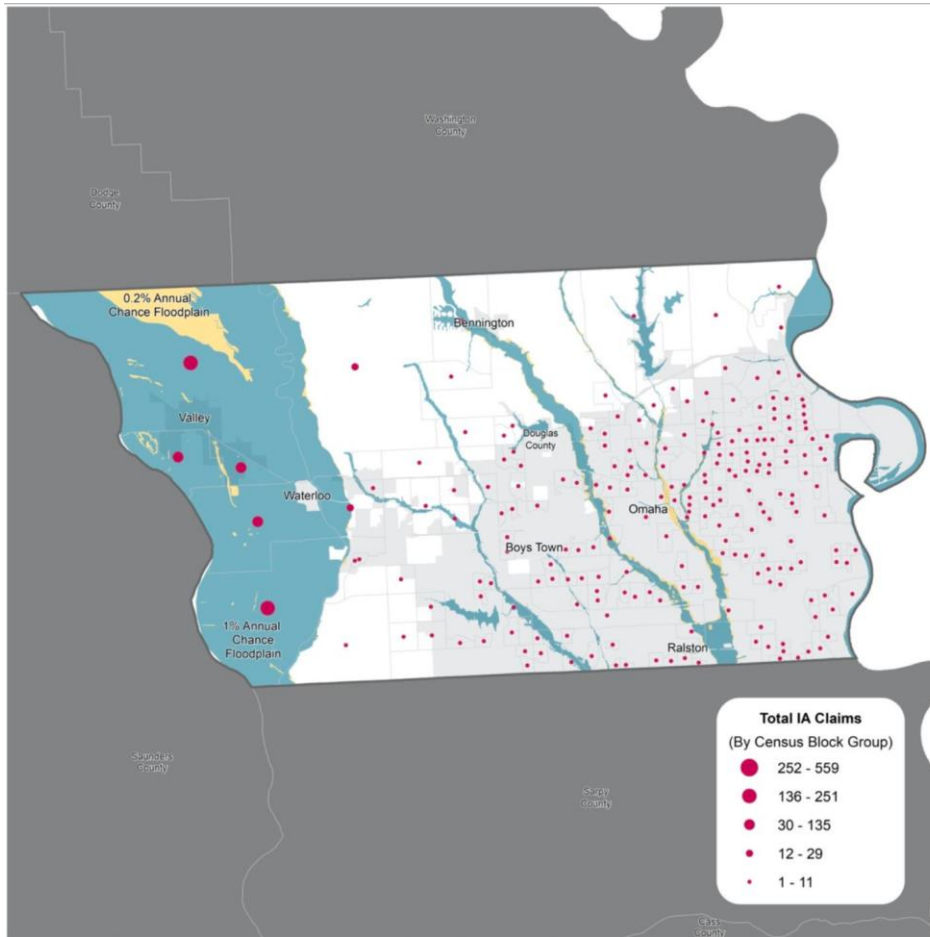 Washington
County
Dodge
County
0.2% Annual
Chance Floodplain
Bennington
Valley
Douglas
County
Waterloo
Omaha
Boys Town
1% Annual
Chance
Floodplain
Ralston
Saunders
County
Sarpy
County
Cass
County
Total IA Claims
(By Census Block Group)
252 - 559
136 - 251
30 - 135
12 - 29
1 - 11